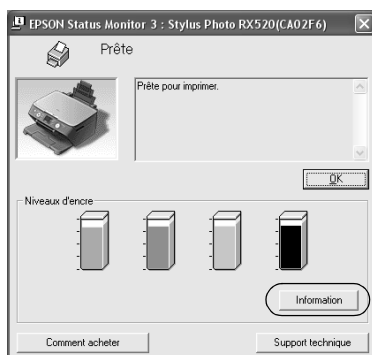 EPSON Status Monitor 3 : Stylus Photo RX520(CA02F6)
Prête
Prête pour imprimer.
OK
Niveaux d'encre
Information
Comment acheter
Support technique